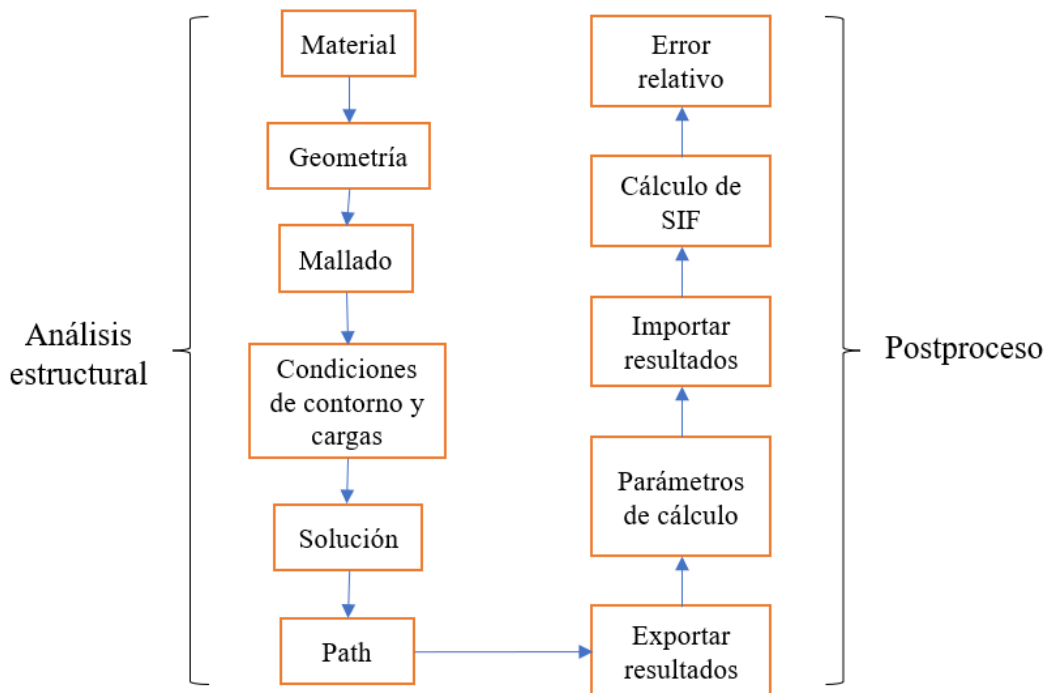 Análisis
estructural
Material
Geometría
Mallado
Condiciones
de contorno y
cargas
Solución
Path
Exportar
resultados
Parámetros
de cálculo
Importar
resultados
Cálculo de
SIF
Error
relativo
Postproceso